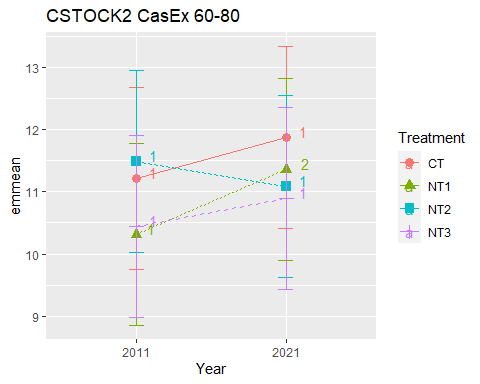 CSTOCK2 CasEx 60-80
emmean
13
12
11
10
9
1
1
1
1
1
2
1
1
2011
2021
Year
Treatment
a CT
a NT1
a NT2
a NT3